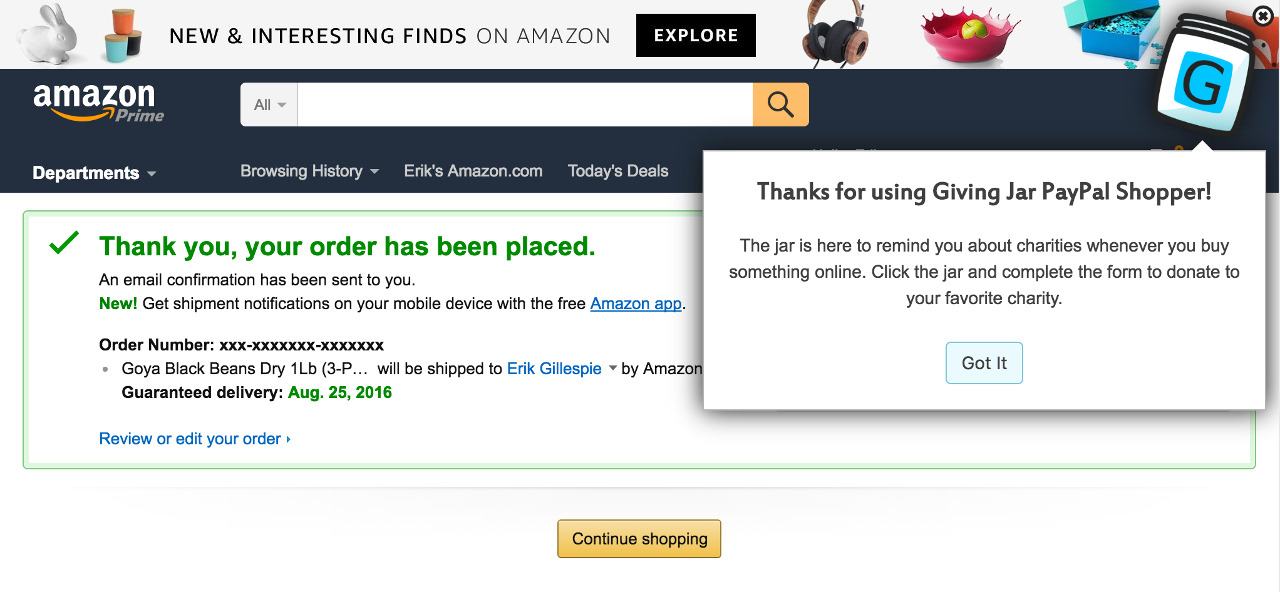 NEW & INTERESTING FINDS ON AMAZON
EXPLORE
G
amazon
Prime
All
Departments
Browsing History
Erik's Amazon.com
Today's Deals
Thanks for using Giving Jar PayPal Shopper!
The jar is here to remind you about charities whenever you buy
something online. Click the jar and complete the form to donate to
your favorite charity.
Got It
Thank you, your order has been placed.
An email confirmation has been sent to you.
New! Get shipment notifications on your mobile device with the free Amazon app.
Order Number: xxx-xxxxxxx-xxxxxxx
• Goya Black Beans Dry 1Lb (3-P… will be shipped to Erik Gillespie by Amazon
Guaranteed delivery: Aug. 25, 2016
Review or edit your order ›
Continue shopping